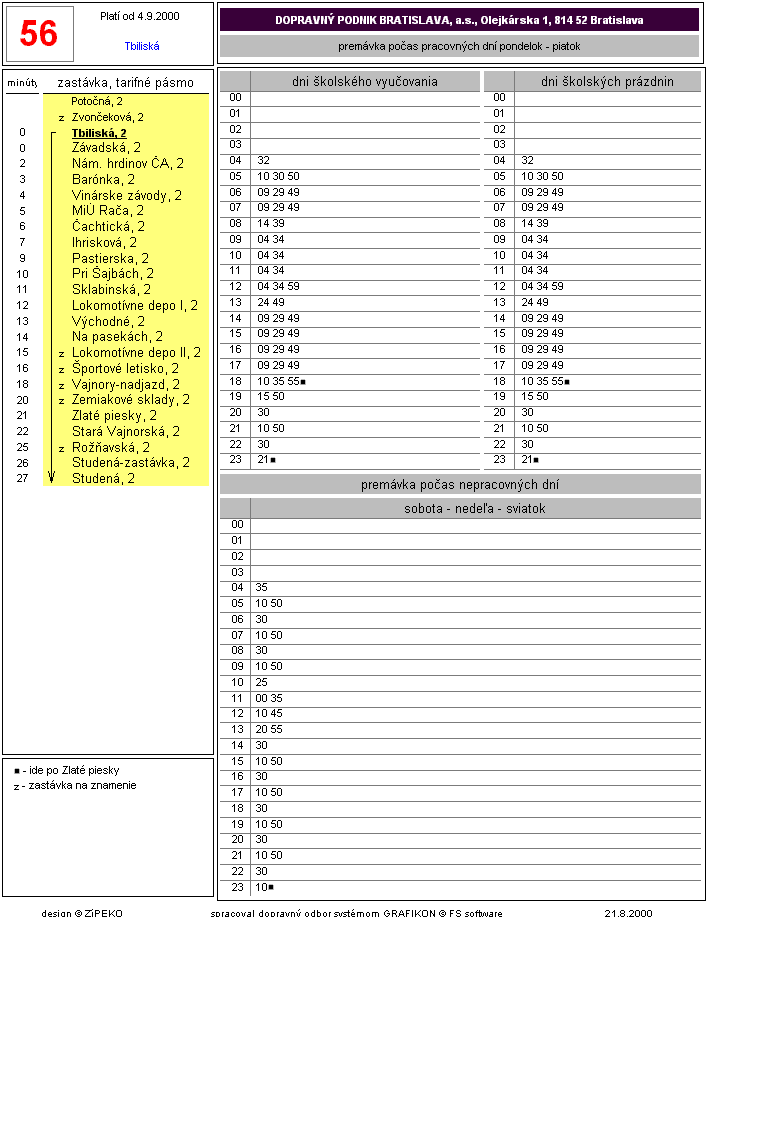 56
Platí od 4.9.2000
Tbiliská
DOPRAVNÝ PODNIK BRATISLAVA, a.s., Olejkárska 1, 814 52 Bratislava
premávka počas pracovných dní pondelok - piatok
minúty zastávka, tarifné pásmo
Potočná, 2
z Zvončeková, 2
0 Tbiliská, 2
0 Závadská, 2
2 Nám. hrdinov ČA, 2
3 Barónka, 2
4 Vinárske závody, 2
5 MiÚ Rača, 2
6 Čachtická, 2
7 Ihrisková, 2
9 Pastierska, 2
10 Pri Šajbách, 2
11 Sklabinská, 2
12 Lokomotívne depo I, 2
13 Východné, 2
14 Na pasekách, 2
15 z Lokomotívne depo II, 2
16 z Športové letisko, 2
18 z Vajnory-nadjazd, 2
20 z Zemiakové sklady, 2
21 Zlaté piesky, 2
22 Stará Vajnorská, 2
25 z Rožňavská, 2
26 Studená-zastávka, 2
27 Studená, 2
■ - ide po Zlaté piesky
z - zastávka na znamenie
dni školského vyučovania
00
01
02
03
04 32
05 10 30 50
06 09 29 49
07 09 29 49
08 14 39
09 04 34
10 04 34
11 04 34
12 04 34 59
13 24 49
14 09 29 49
15 09 29 49
16 09 29 49
17 09 29 49
18 10 35 55■
19 15 50
20 30
21 10 50
22 30
23 21■
dni školských prázdnin
00
01
02
03
04 32
05 10 30 50
06 09 29 49
07 09 29 49
08 14 39
09 04 34
10 04 34
11 04 34
12 04 34 59
13 24 49
14 09 29 49
15 09 29 49
16 09 29 49
17 09 29 49
18 10 35 55■
19 15 50
20 30
21 10 50
22 30
23 21■
premávka počas nepracovných dní
sobota - nedeľa - sviatok
00
01
02
03
04 35
05 10 50
06 30
07 10 50
08 30
09 10 50
10 25
11 00 35
12 10 45
13 20 55
14 30
15 10 50
16 30
17 10 50
18 30
19 10 50
20 30
21 10 50
22 30
23 10■
design © ZiPEKO spracoval dopravný odbor systémom GRAFIKON © FS software 21.8.2000